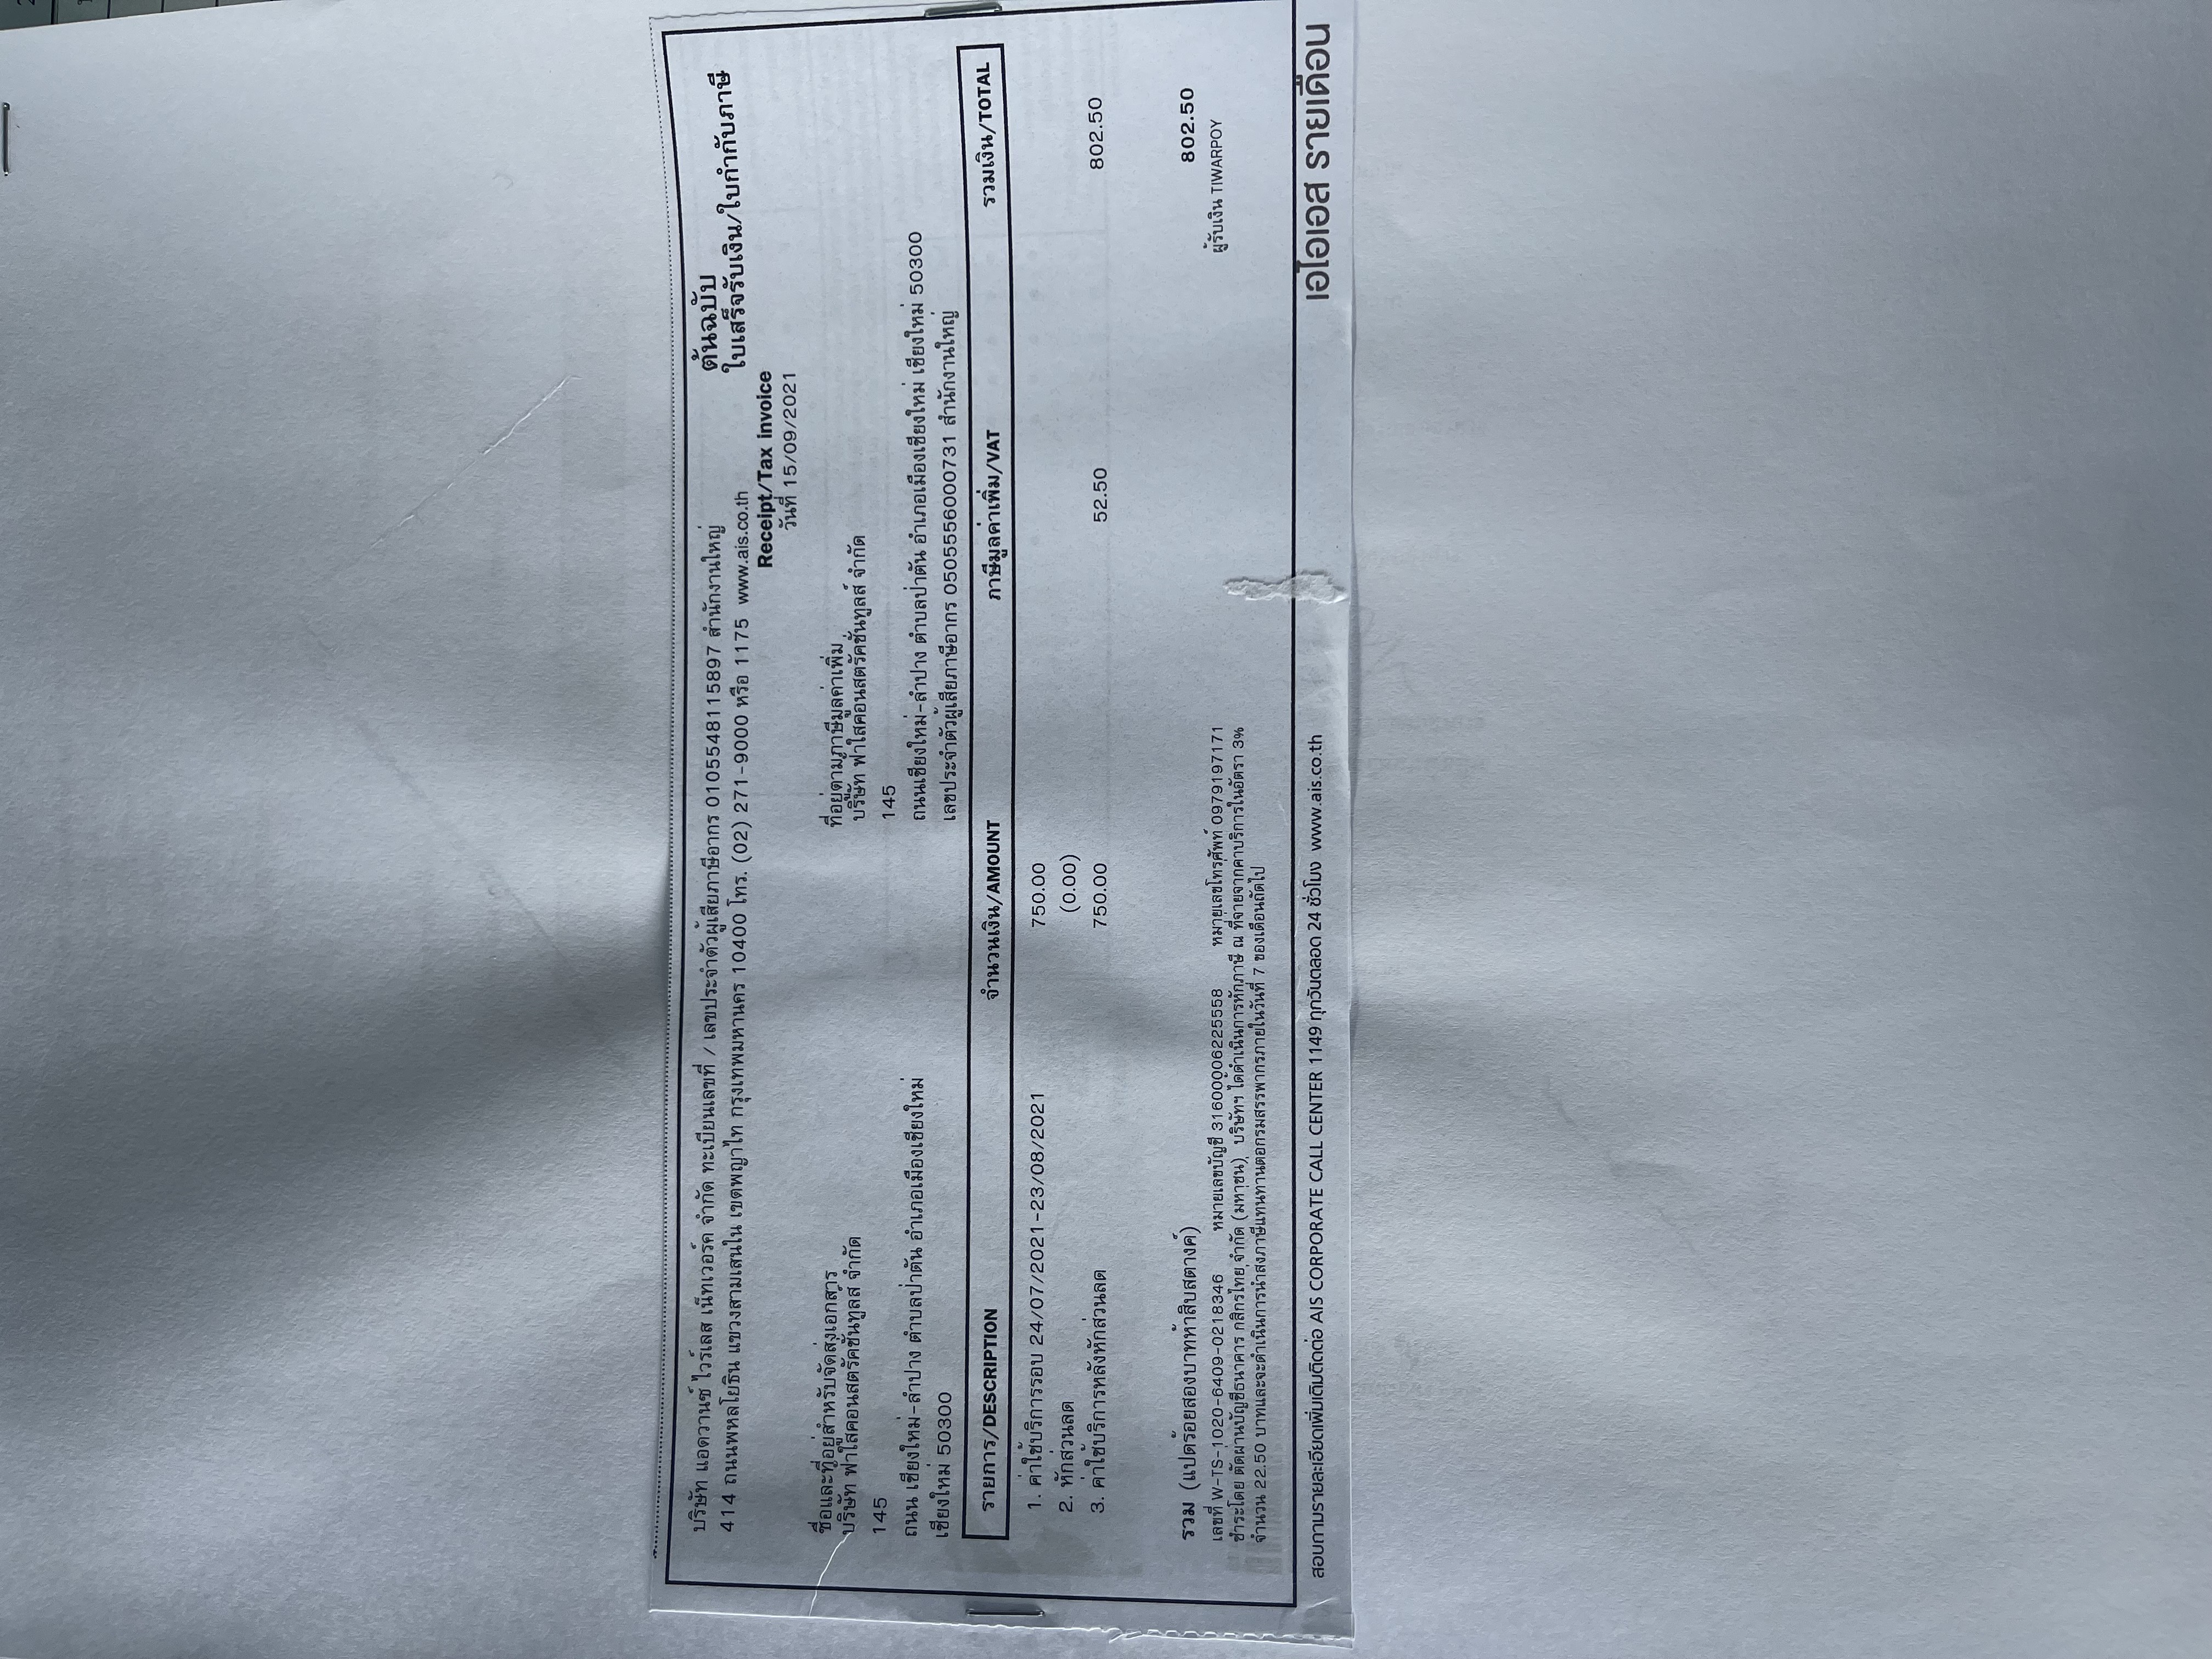 บริษัท แอดวานซ์ ไวร์เลส เน็ทเวอร์ค จำกัด ทะเบียนเลขที่ / เลขประจำตัวผู้เสียภาษีอากร 0105548115897 สำนักงานใหญ่
414 ถนนพหลโยธิน แขวงสามเสนใน เขตพญาไท กรุงเทพมหานคร 10400 โทร. (02) 271-9000 หรือ 1175 www.ais.co.th
ต้นฉบับ
ใบเสร็จรับเงิน/ใบกำกับภาษี
Receipt/Tax invoice
วันที่ 15/09/2021
ชื่อและที่อยู่สำหรับจัดส่งเอกสาร
บริษัท ฟ้าใสคอนสตรัคชั่นทูลส์ จำกัด
145
ถนน เชียงใหม่-ลำปาง ตำบลป่าตัน อำเภอเมืองเชียงใหม่
เชียงใหม่ 50300
ที่อยู่ตามภาษีมูลค่าเพิ่ม
บริษัท ฟ้าใสคอนสตรัคชั่นทูลส์ จำกัด
145
ถนนเชียงใหม่-ลำปาง ตำบลป่าตัน อำเภอเมืองเชียงใหม่ เชียงใหม่ 50300
เลขประจำตัวผู้เสียภาษีอากร 0505556000731 สำนักงานใหญ่
รายการ/DESCRIPTION จำนวนเงิน/AMOUNT ภาษีมูลค่าเพิ่ม/VAT รวมเงิน/TOTAL
1. ค่าใช้บริการรอบ 24/07/2021-23/08/2021 750.00
2. หักส่วนลด (0.00)
3. ค่าใช้บริการหลังหักส่วนลด 750.00 52.50 802.50
รวม (แปดร้อยสองบาทห้าสิบสตางค์) 802.50
เลขที่ W-TS-1020-6409-0218346 หมายเลขบัญชี 31600006225558 หมายเลขโทรศัพท์ 0979197171 ผู้รับเงิน TIWARPOY
ชำระโดย ตัดผ่านบัญชีธนาคาร กสิกรไทย จำกัด (มหาชน) บริษัทฯ ได้ดำเนินการหักภาษี ณ ที่จ่ายจากค่าบริการในอัตรา 3%
จำนวน 22.50 บาทและจะดำเนินการนำส่งภาษีแทนท่านต่อกรมสรรพากรภายในวันที่ 7 ของเดือนถัดไป
สอบถามรายละเอียดเพิ่มเติมติดต่อ AIS CORPORATE CALL CENTER 1149 ทุกวันตลอด 24 ชั่วโมง www.ais.co.th
เอไอเอส รายเดือน